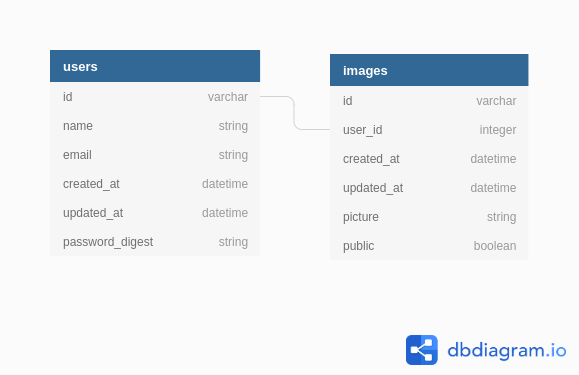 users
id varchar
name string
email string
created_at datetime
updated_at datetime
password_digest string
images
id varchar
user_id integer
created_at datetime
updated_at datetime
picture string
public boolean
dbdiagram.io